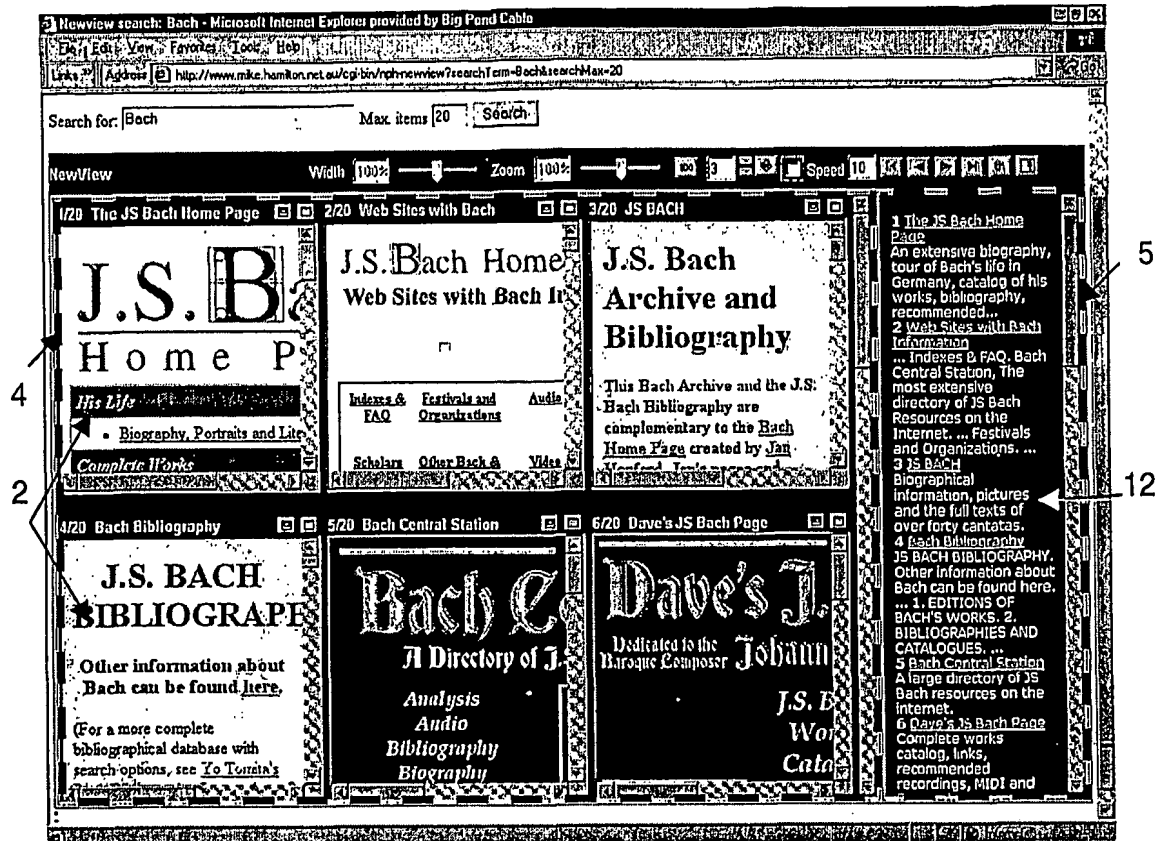 Newview search: Bach - Microsoft Internet Explorer provided by Big Pond Cable
File Edit View Favorites Tools Help
Links Address http://www.mike.hamilton.net.au/cgi-bin/nph-newview?searchTerm=Bach&searchMax=20
Search for: Bach Max. items 20 Search
NewView Width 100% Zoom 100% 9 Speed 10
1/20 The JS Bach Home Page
J.S. Ba
Home P
His Life
• Biography, Portraits and Lite
Complete Works
2/20 Web Sites with Bach
J.S. Bach Home
Web Sites with Bach In
Indexes & Festivals and Audio
FAQ Organizations
Scholars Other Bach & Video
3/20 JS BACH
J.S. Bach
Archive and
Bibliography
This Bach Archive and the J.S.
Bach Bibliography are
complementary to the Bach
Home Page created by Jan
4/20 Bach Bibliography
J.S. BACH
BIBLIOGRAPH
Other information about
Bach can be found here.
(For a more complete
bibliographical database with
search options, see Yo Tomita's
5/20 Bach Central Station
Bach C
A Directory of J.
Analysis
Audio
Bibliography
Biography
6/20 Dave's JS Bach Page
Dave's J.
Dedicated to the
Baroque Composer Johann
J.S. B
Wor
Cata
1 The JS Bach Home
Page
An extensive biography,
tour of Bach's life in
Germany, catalog of his
works, bibliography,
recommended...
2 Web Sites with Bach
Information
... Indexes & FAQ. Bach
Central Station, The
most extensive
directory of JS Bach
Resources on the
Internet. ... Festivals
and Organizations. ...
3 JS BACH
Biographical
information, pictures
and the full texts of
over forty cantatas.
4 Bach Bibliography
JS BACH BIBLIOGRAPHY.
Other information about
Bach can be found here.
... 1. EDITIONS OF
BACH'S WORKS. 2.
BIBLIOGRAPHIES AND
CATALOGUES. ...
5 Bach Central Station
A large directory of JS
Bach resources on the
internet.
6 Dave's JS Bach Page
Complete works
catalog, links,
recommended
recordings, MIDI and
4
2
5
12